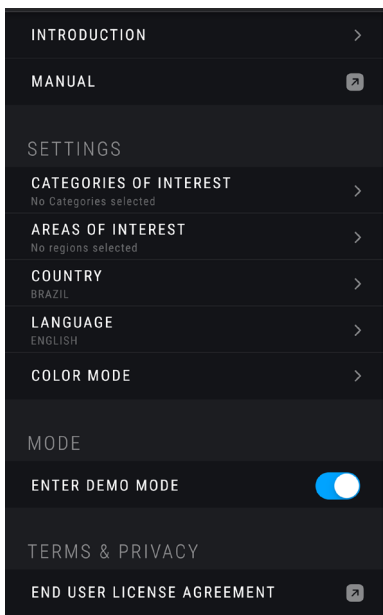 INTRODUCTION
MANUAL
SETTINGS
CATEGORIES OF INTEREST
No Categories selected
AREAS OF INTEREST
No regions selected
COUNTRY
BRAZIL
LANGUAGE
ENGLISH
COLOR MODE
MODE
ENTER DEMO MODE
TERMS & PRIVACY
END USER LICENSE AGREEMENT